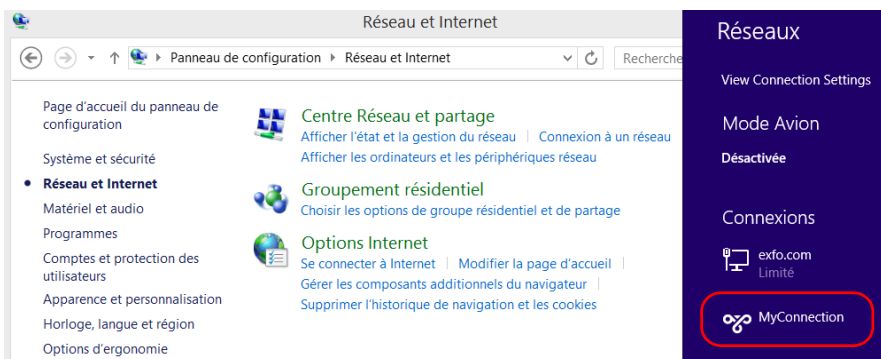 Réseau et Internet
Panneau de configuration Réseau et Internet
Recherche
Page d'accueil du panneau de
configuration
Système et sécurité
Réseau et Internet
Matériel et audio
Programmes
Comptes et protection des
utilisateurs
Apparence et personnalisation
Horloge, langue et région
Options d'ergonomie
Centre Réseau et partage
Afficher l'état et la gestion du réseau Connexion à un réseau
Afficher les ordinateurs et les périphériques réseau
Groupement résidentiel
Choisir les options de groupe résidentiel et de partage
Options Internet
Se connecter à Internet Modifier la page d'accueil
Gérer les composants additionnels du navigateur
Supprimer l'historique de navigation et les cookies
Réseaux
View Connection Settings
Mode Avion
Désactivée
Connexions
exfo.com
Limité
MyConnection